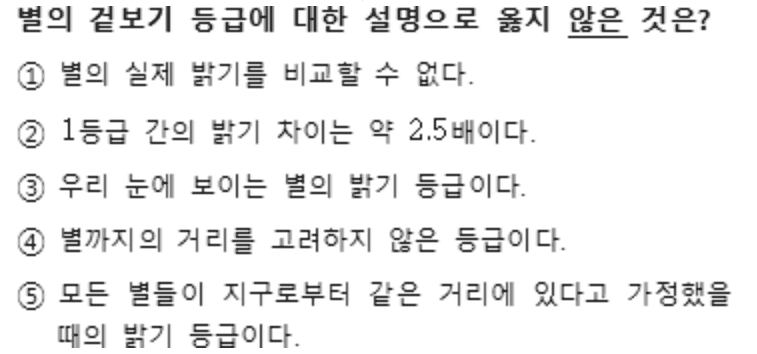 별의 겉보기 등급에 대한 설명으로 옳지 않은 것은?
① 별의 실제 밝기를 비교할 수 없다.
② 1등급 간의 밝기 차이는 약 2.5배이다.
③ 우리 눈에 보이는 별의 밝기 등급이다.
④ 별까지의 거리를 고려하지 않은 등급이다.
⑤ 모든 별들이 지구로부터 같은 거리에 있다고 가정했을
때의 밝기 등급이다.